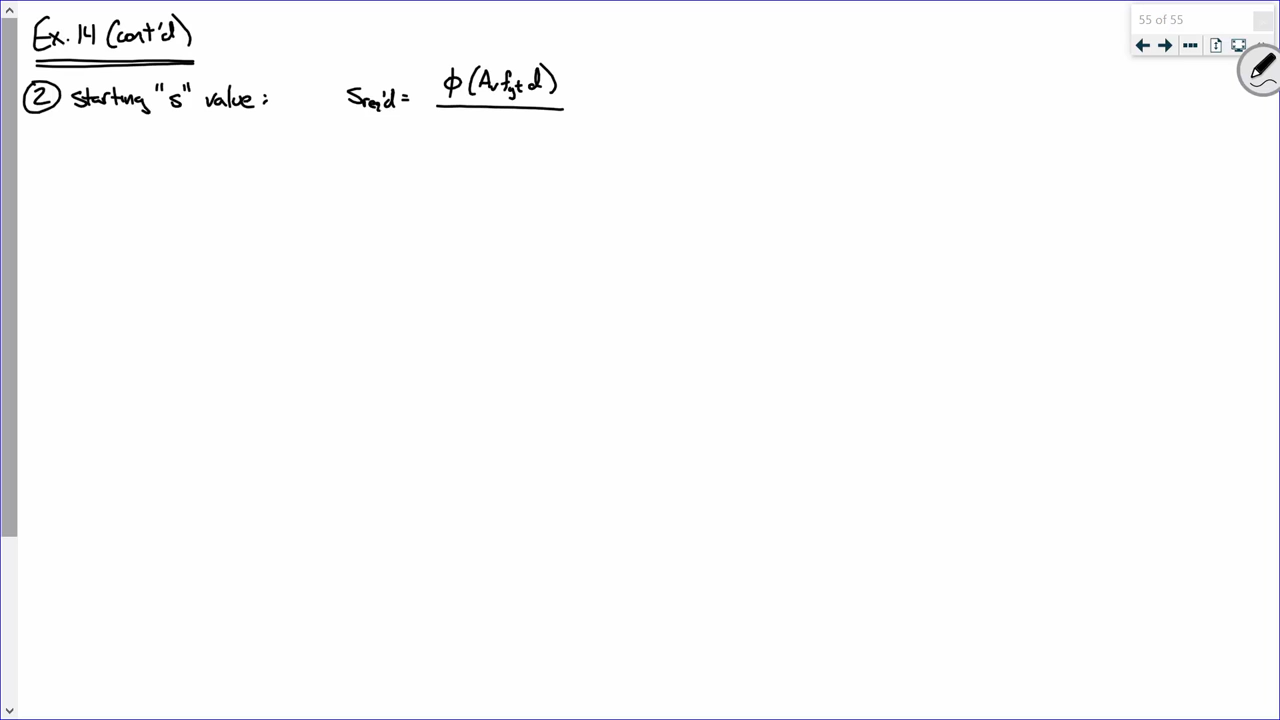 55 of 55
Ex. 14 (cont'd)
② starting "s" value: Sreq'd = ϕ(Av fyt d)